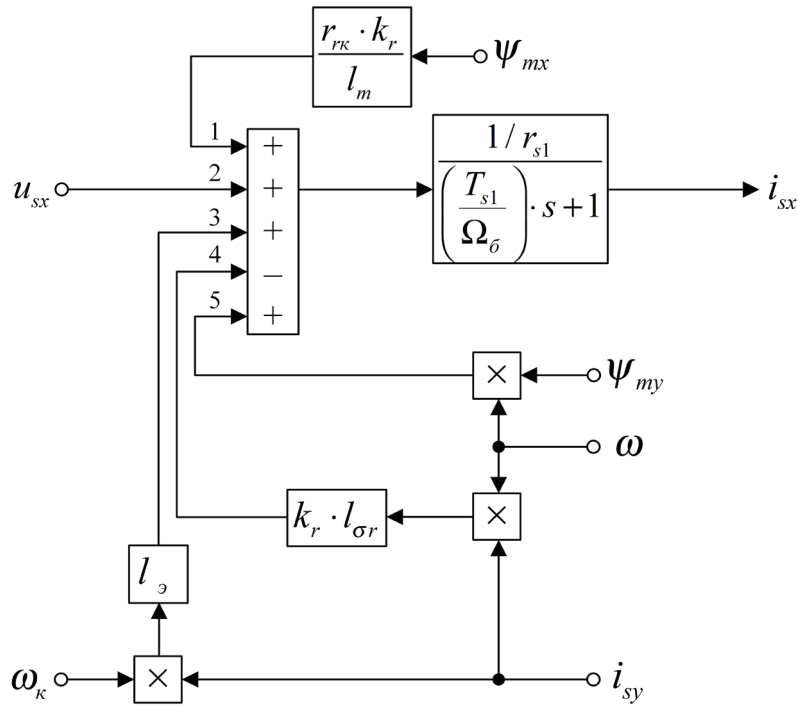 r_rк · k_r / l_m
ψ_mx
1 +
2 +
3 +
4 −
5 +
u_sx
1 / r_s1
(T_s1 / Ω_б) · s + 1
i_sx
×
ψ_my
ω
k_r · l_σr
×
l_э
ω_к
×
i_sy